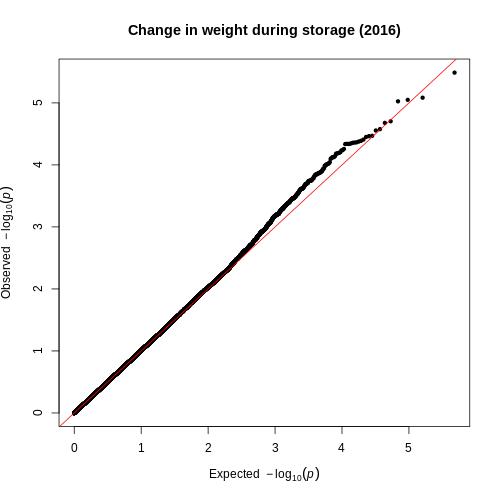 Change in weight during storage (2016)
Observed −log10(p)
5
4
3
2
1
0
0 1 2 3 4 5
Expected −log10(p)